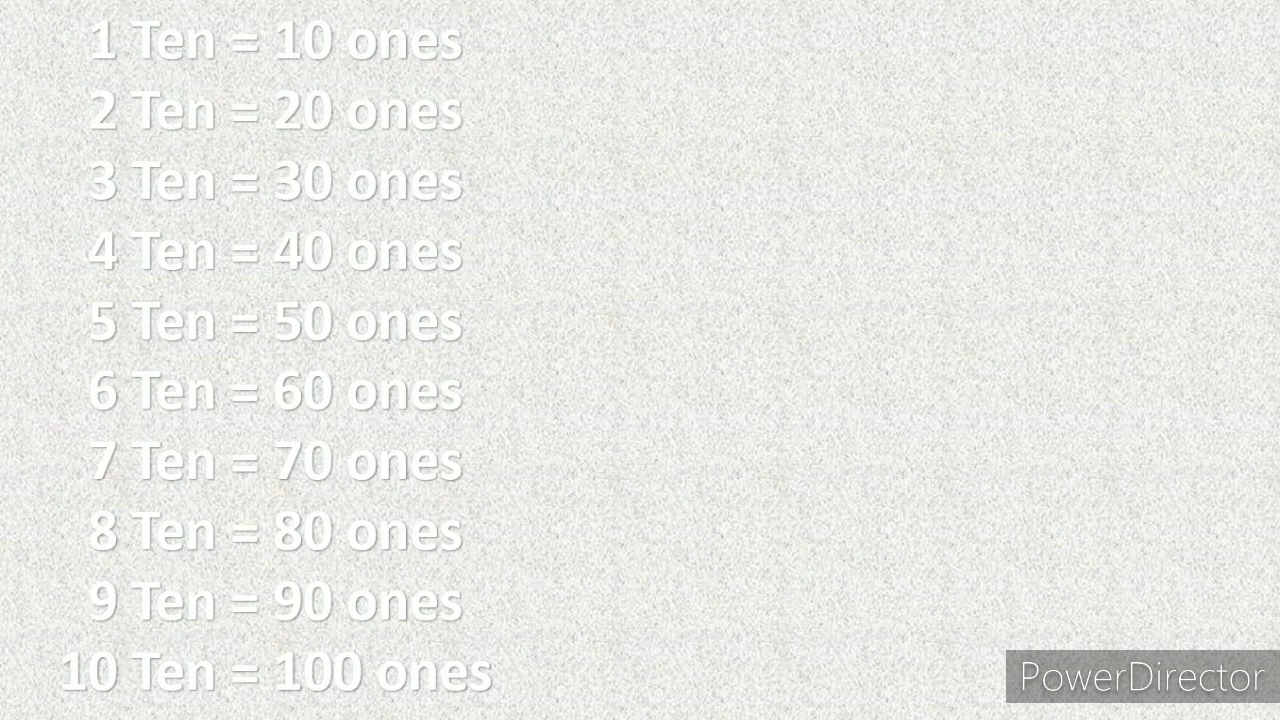 1 Ten = 10 ones
2 Ten = 20 ones
3 Ten = 30 ones
4 Ten = 40 ones
5 Ten = 50 ones
6 Ten = 60 ones
7 Ten = 70 ones
8 Ten = 80 ones
9 Ten = 90 ones
10 Ten = 100 ones
PowerDirector